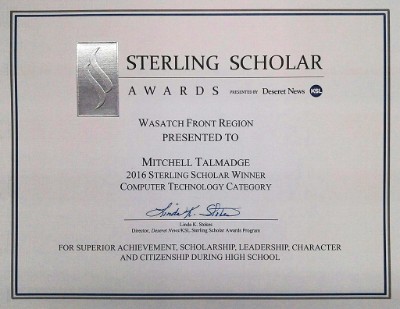 STERLING SCHOLAR
AWARDS PRESENTED BY Deseret News KSL
WASATCH FRONT REGION
PRESENTED TO
MITCHELL TALMADGE
2016 STERLING SCHOLAR WINNER
COMPUTER TECHNOLOGY CATEGORY
Linda K. Stokes
Linda K. Stokes
Director, Deseret News/KSL, Sterling Scholar Awards Program
FOR SUPERIOR ACHIEVEMENT, SCHOLARSHIP, LEADERSHIP, CHARACTER
AND CITIZENSHIP DURING HIGH SCHOOL